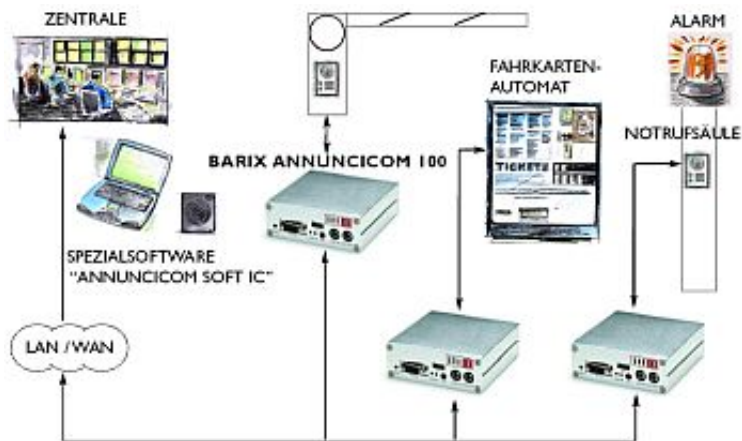 ZENTRALE
ALARM
FAHRKARTEN-
AUTOMAT
NOTRUFSÄULE
BARIX ANNUNCICOM 100
TICKETS
SPEZIALSOFTWARE
"ANNUNCICOM SOFT IC"
LAN / WAN